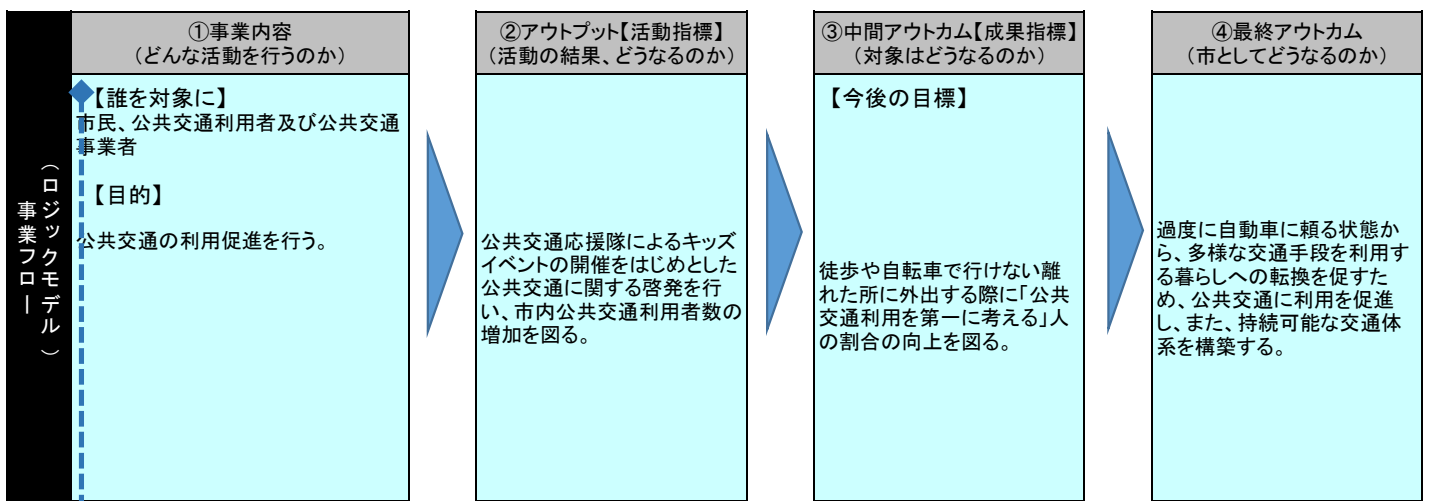 事業フロー
（ロジックモデル）
①事業内容
（どんな活動を行うのか）
【誰を対象に】
市民、公共交通利用者及び公共交通
事業者
【目的】
公共交通の利用促進を行う。
②アウトプット【活動指標】
（活動の結果、どうなるのか）
公共交通応援隊によるキッズ
イベントの開催をはじめとした
公共交通に関する啓発を行
い、市内公共交通利用者数の
増加を図る。
③中間アウトカム【成果指標】
（対象はどうなるのか）
【今後の目標】
徒歩や自転車で行けない離
れた所に外出する際に「公共
交通利用を第一に考える」人
の割合の向上を図る。
④最終アウトカム
（市としてどうなるのか）
過度に自動車に頼る状態か
ら、多様な交通手段を利用す
る暮らしへの転換を促すた
め、公共交通に利用を促進
し、また、持続可能な交通体
系を構築する。